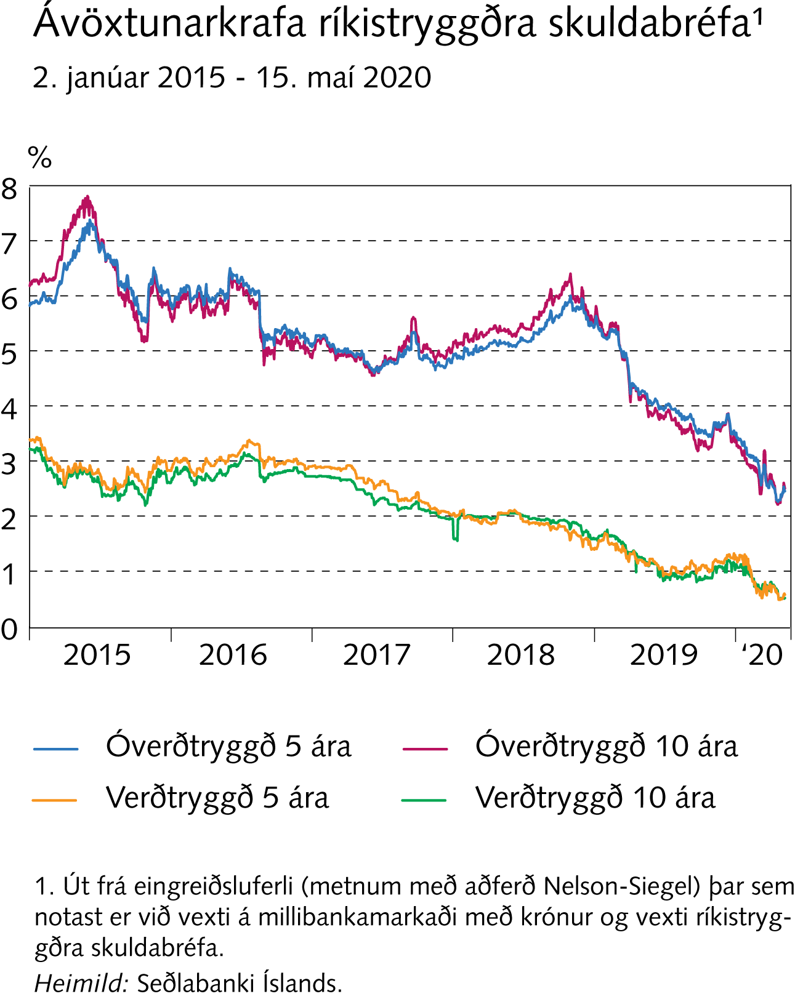 Ávöxtunarkrafa ríkistryggðra skuldabréfa¹
2. janúar 2015 - 15. maí 2020
%
8
7
6
5
4
3
2
1
0
2015 2016 2017 2018 2019 ‘20
Óverðtryggð 5 ára Óverðtryggð 10 ára
Verðtryggð 5 ára Verðtryggð 10 ára
1. Út frá eingreiðsluferli (metnum með aðferð Nelson-Siegel) þar sem
notast er við vexti á millibankamarkaði með krónur og vexti ríkistryg-
gðra skuldabréfa.
Heimild: Seðlabanki Íslands.